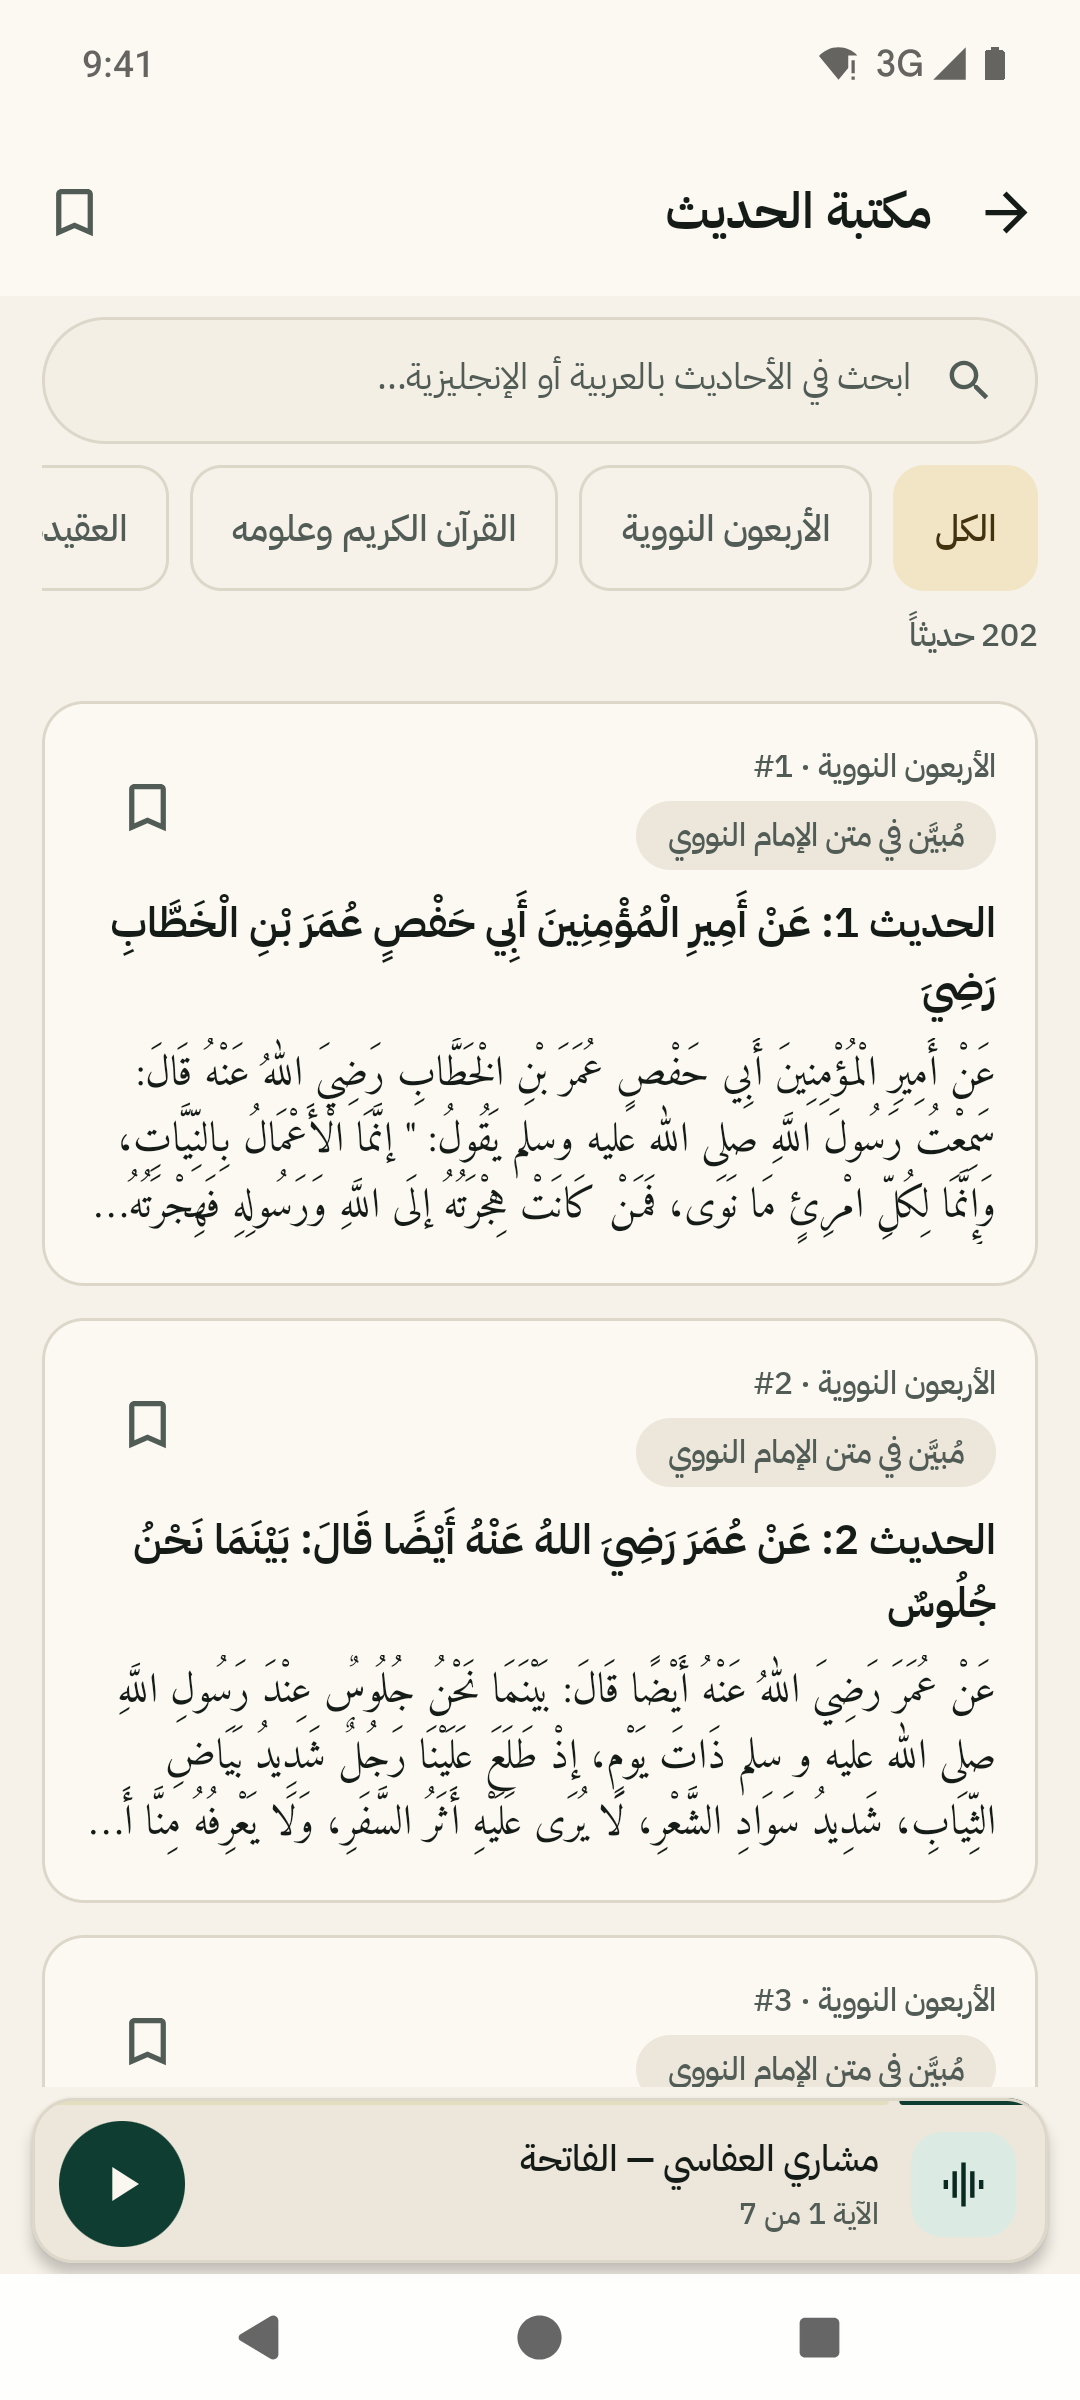 9:41
3G
مكتبة الحديث
ابحث في الأحاديث بالعربية أو الإنجليزية...
الكل
الأربعون النووية
القرآن الكريم وعلومه
العقيد
202 حديثاً
الأربعون النووية · #1
مُبيَّن في متن الإمام النووي
الحديث 1: عَنْ أَمِيرِ الْمُؤْمِنِينَ أَبِي حَفْصٍ عُمَرَ بْنِ الْخَطَّابِ
رَضِيَ
عَنْ أَمِيرِ الْمُؤْمِنِينَ أَبِي حَفْصٍ عُمَرَ بْنِ الْخَطَّابِ رَضِيَ اللهُ عَنْهُ قَالَ:
سَمِعْتُ رَسُولَ اللَّهِ صلى الله عليه وسلم يَقُولُ: " إنَّمَا الْأَعْمَالُ بِالنِّيَّاتِ،
وَإِنَّمَا لِكُلِّ امْرِئٍ مَا نَوَى، فَمَنْ كَانَتْ هِجْرَتُهُ إلَى اللَّهِ وَرَسُولِهِ فَهِجْرَتُهُ...
الأربعون النووية · #2
مُبيَّن في متن الإمام النووي
الحديث 2: عَنْ عُمَرَ رَضِيَ اللهُ عَنْهُ أَيْضًا قَالَ: بَيْنَمَا نَحْنُ
جُلُوسٌ
عَنْ عُمَرَ رَضِيَ اللهُ عَنْهُ أَيْضًا قَالَ: بَيْنَمَا نَحْنُ جُلُوسٌ عِنْدَ رَسُولِ اللَّهِ
صلى الله عليه و سلم ذَاتَ يَوْمٍ، إذْ طَلَعَ عَلَيْنَا رَجُلٌ شَدِيدُ بَيَاضِ
الثِّيَابِ، شَدِيدُ سَوَادِ الشَّعْرِ، لَا يُرَى عَلَيْهِ أَثَرُ السَّفَرِ، وَلَا يَعْرِفُهُ مِنَّا أَ...
الأربعون النووية · #3
مُبيَّن في متن الإمام النووي
مشاري العفاسي — الفاتحة
الآية 1 من 7